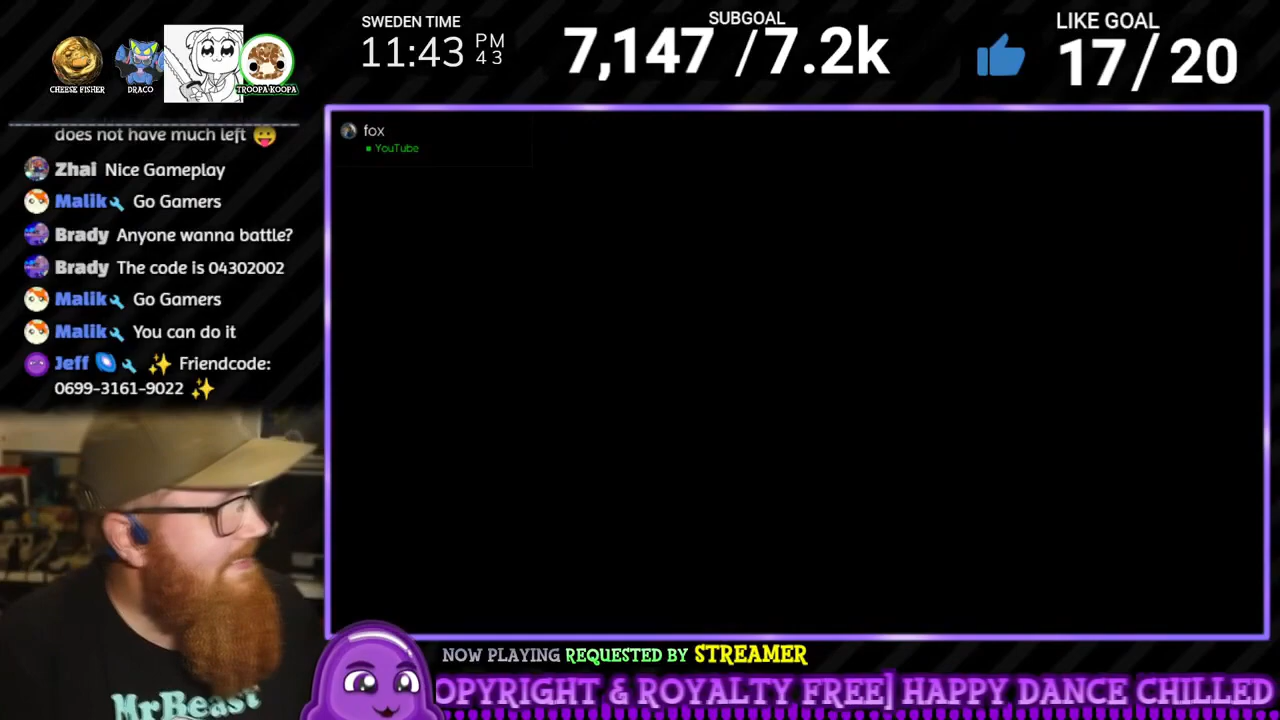 SWEDEN TIME
11:43 PM 43
SUBGOAL
7,147 /7.2k
LIKE GOAL
17/ 20
CHEESE FISHER
DRACO
TROOPA KOOPA
does not have much left 😛
Zhai Nice Gameplay
Malik🔧 Go Gamers
Brady Anyone wanna battle?
Brady The code is 04302002
Malik🔧 Go Gamers
Malik🔧 You can do it
Jeff 🔧 ✨ Friendcode:
0699-3161-9022 ✨
fox
YouTube
MrBeast
NOW PLAYING REQUESTED BY STREAMER
OPYRIGHT & ROYALTY FREE] HAPPY DANCE CHILLED